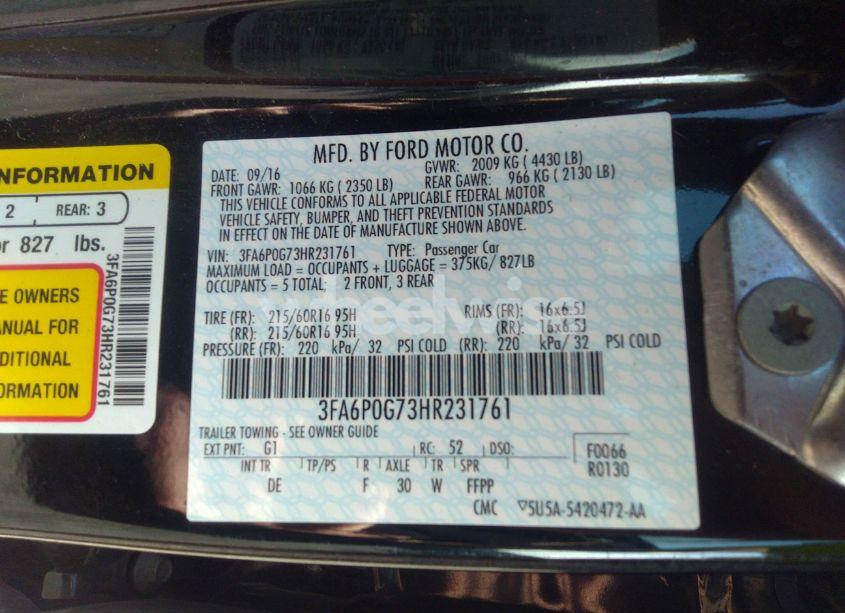 INFORMATION
2 REAR: 3
or 827 lbs.
E OWNERS
ANUAL FOR
DITIONAL
FORMATION
3FA6P0G73HR231761
MFD. BY FORD MOTOR CO.
DATE: 09/16 GVWR: 2009 KG ( 4430 LB)
FRONT GAWR: 1066 KG ( 2350 LB) REAR GAWR: 966 KG ( 2130 LB)
THIS VEHICLE CONFORMS TO ALL APPLICABLE FEDERAL MOTOR
VEHICLE SAFETY, BUMPER, AND THEFT PREVENTION STANDARDS
IN EFFECT ON THE DATE OF MANUFACTURE SHOWN ABOVE.
VIN: 3FA6P0G73HR231761 TYPE: Passenger Car
MAXIMUM LOAD = OCCUPANTS + LUGGAGE = 375KG/ 827LB
OCCUPANTS = 5 TOTAL: 2 FRONT, 3 REAR
TIRE (FR): 215/60R16 95H RIMS (FR): 16x6.5J
(RR): 215/60R16 95H (RR): 16x6.5J
PRESSURE (FR): 220 kPa/ 32 PSI COLD (RR): 220 kPa/ 32 PSI COLD
3FA6P0G73HR231761
TRAILER TOWING - SEE OWNER GUIDE
EXT PNT: G1 RC: 52 DSO: F0066
R0130
INT TR TP/PS R AXLE TR SPR
DE F 30 W FFPP
CMC ▽5U5A-5420472-AA